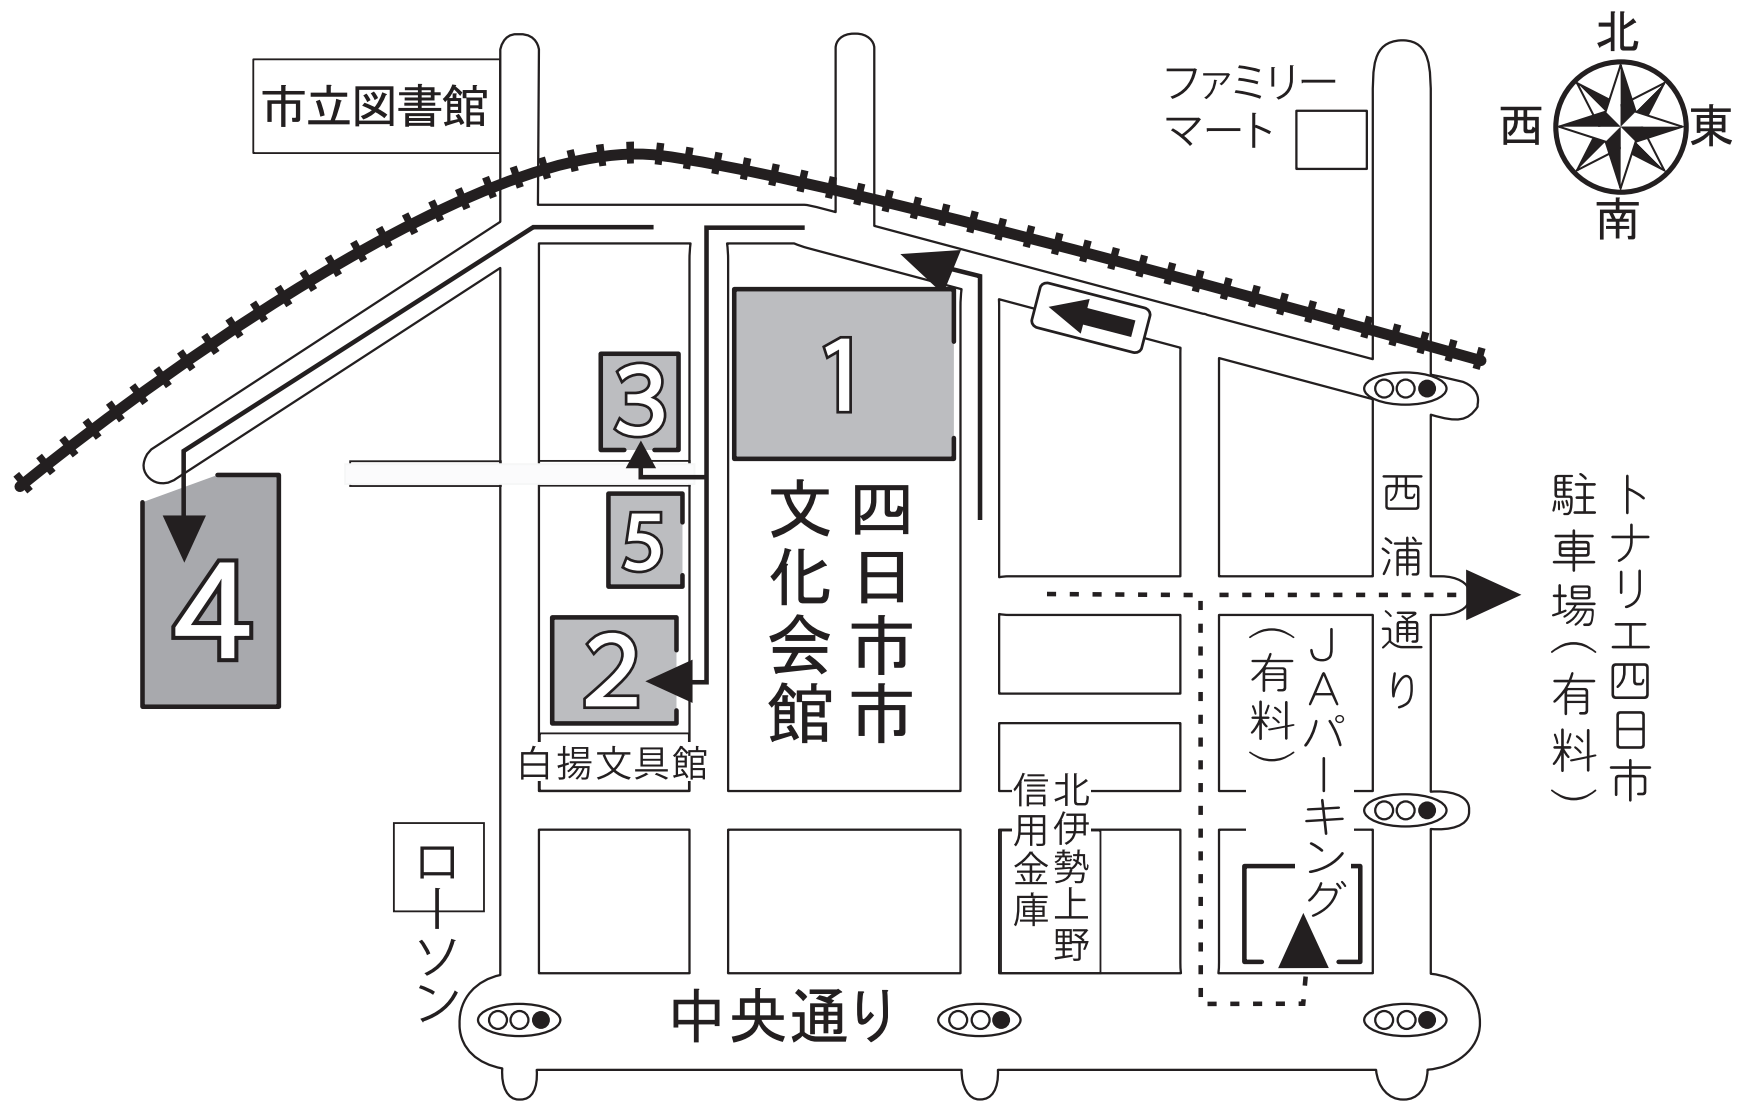 北
西
東
南
市立図書館
ファミリー
マート
1
3
5
2
4
四日市市
文化会館
白揚文具館
ローソン
西浦通り
トナリエ四日市
駐車場(有料)
JAパーキング
(有料)
北伊勢上野
信用金庫
中央通り